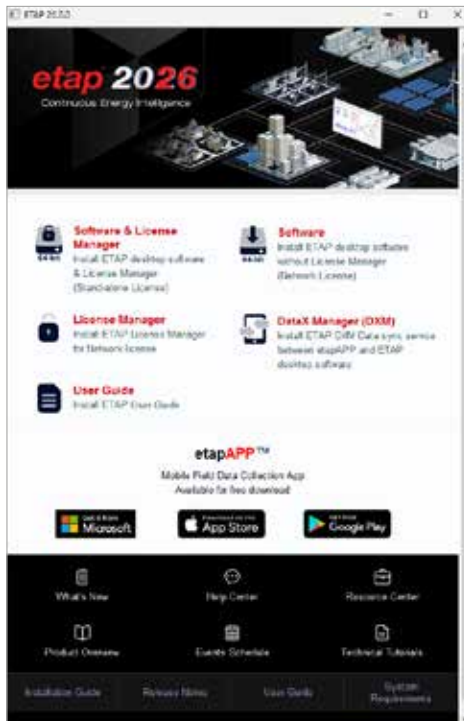 ETAP
etap 2026
Continuous Energy Intelligence
Software & License
Manager
Install ETAP desktop software
& License Manager
(Stand-alone License)
Software
Install ETAP desktop software
without License Manager
(Network License)
License Manager
Install ETAP License Manager
for Network license
DataX Manager (DXM)
Install ETAP DXM Data sync service
between etapAPP and ETAP
desktop software
User Guide
Install ETAP User Guide
etapAPP™
Mobile Field Data Collection App
Available for free download
Microsoft
App Store
Google Play
What's New
Help Center
Resource Center
Product Overview
Events Schedule
Technical Tutorials
Installation Guide
Release Notes
User Guide
System
Requirements